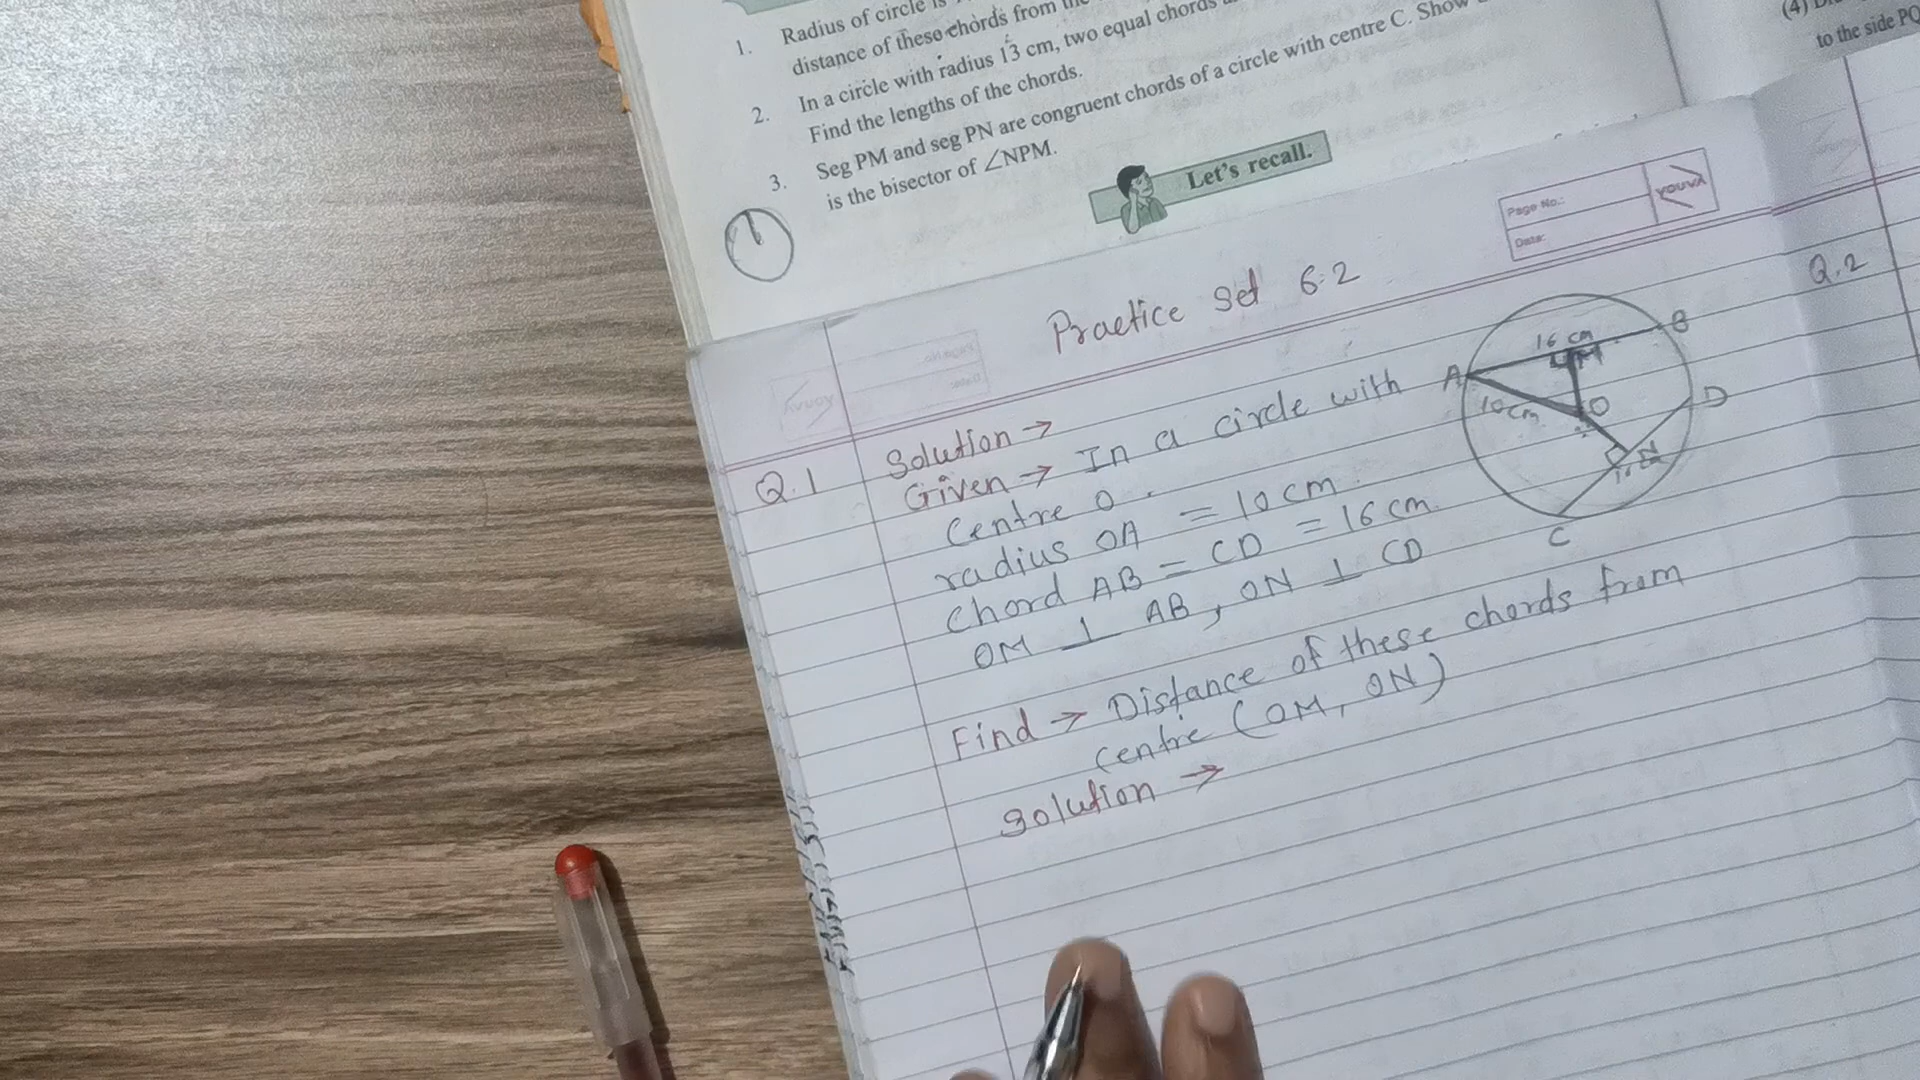 1. Radius of circle is
distance of these chords from the
2. In a circle with radius 13 cm, two equal chords
Find the lengths of the chords.
3. Seg PM and seg PN are congruent chords of a circle with centre C. Show
is the bisector of ∠NPM.
Let's recall.
(4)
to the side PQ
Page No.:
Date:
YOUVA
Practice Set 6.2
Q.1 Solution →
Given → In a circle with
centre O.
radius OA = 10 cm.
chord AB = CD = 16 cm.
OM ⊥ AB, ON ⊥ CD
Find → Distance of these chords from
centre (OM, ON)
Solution →
A
B
16 cm
M
10cm
O
D
N
C
Q.2